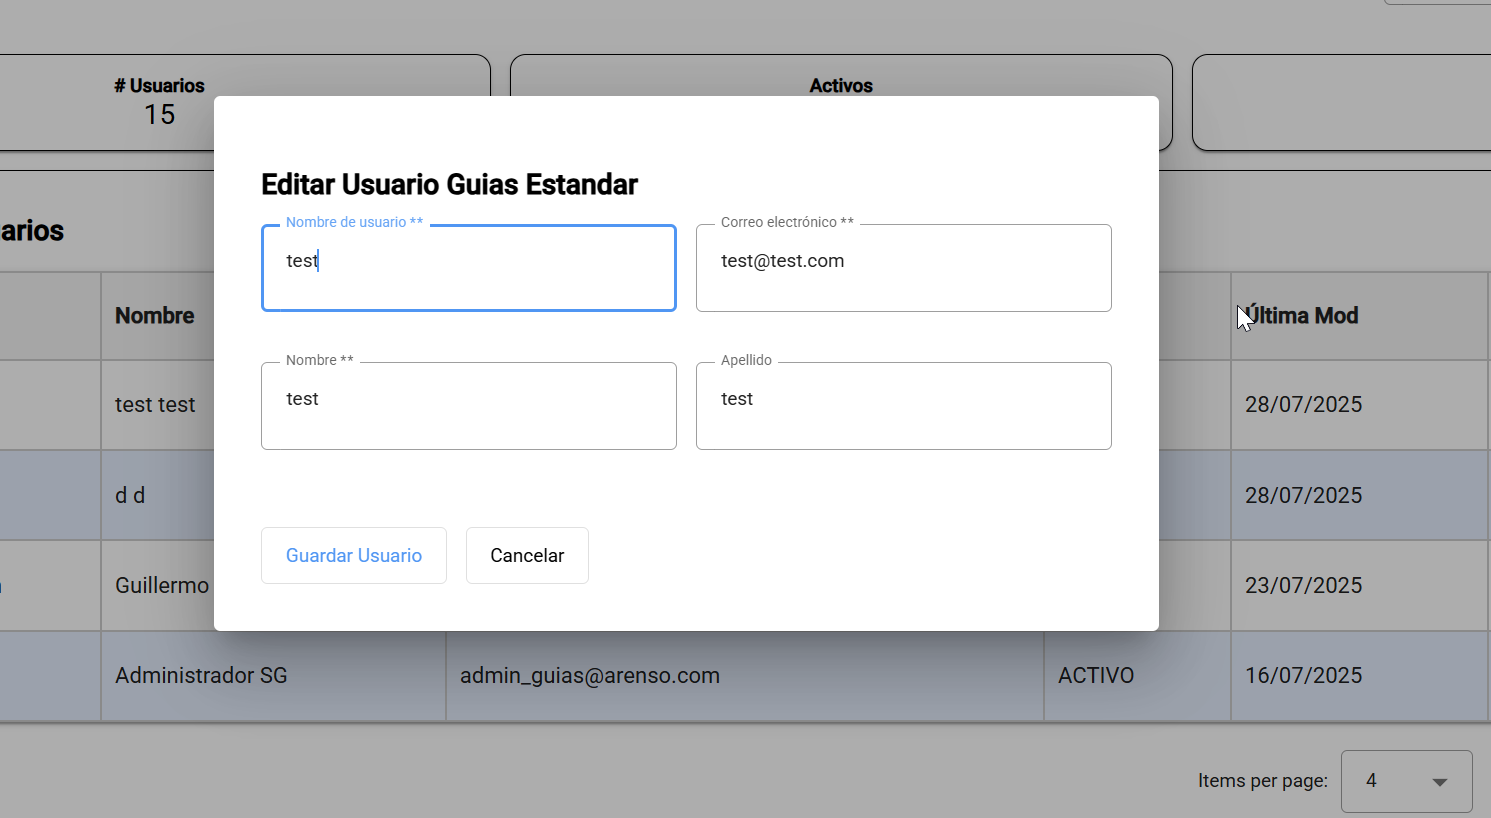 # Usuarios
15
Activos
Editar Usuario Guias Estandar
Nombre de usuario **
test
Correo electrónico **
test@test.com
Nombre **
test
Apellido
test
Guardar Usuario
Cancelar
arios
Nombre
Última Mod
test test
28/07/2025
d d
28/07/2025
Guillermo
23/07/2025
Administrador SG
admin_guias@arenso.com
ACTIVO
16/07/2025
Items per page:
4